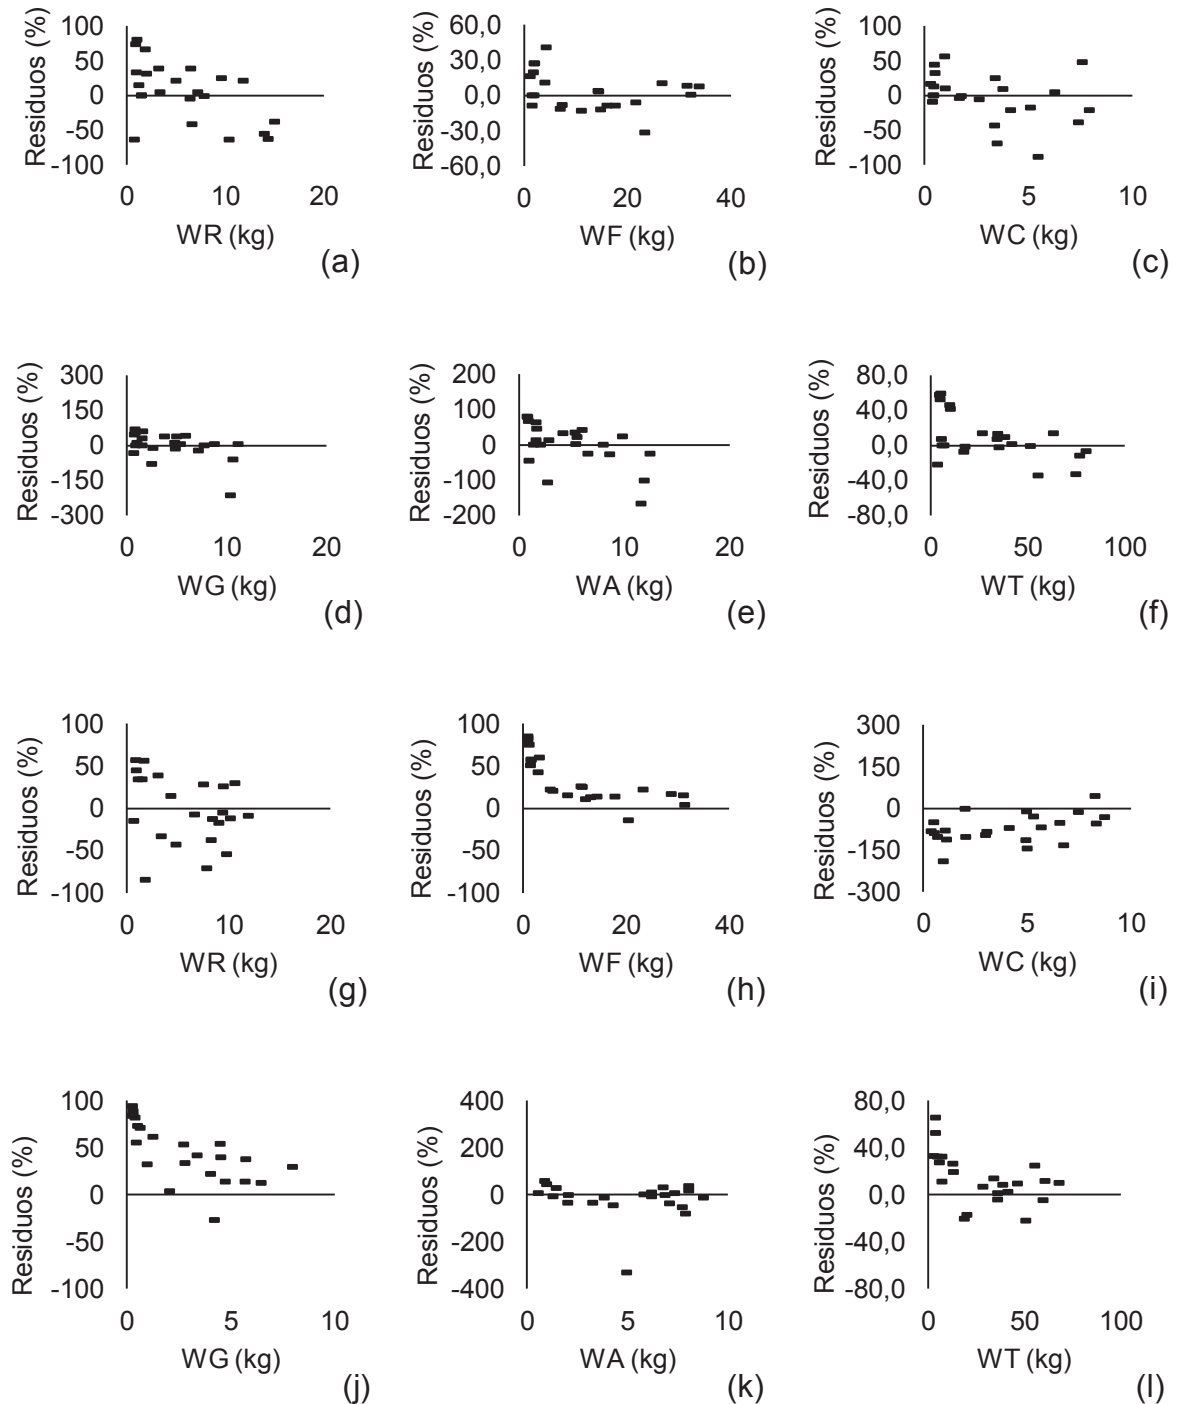 Residuos (%)
100
50
0
-50
-100
0 10 20
WR (kg)
(a)
Residuos (%)
60,0
30,0
0,0
-30,0
-60,0
0 20 40
WF (kg)
(b)
Residuos (%)
100
50
0
-50
-100
0 5 10
WC (kg)
(c)
Residuos (%)
300
150
0
-150
-300
0 10 20
WG (kg)
(d)
Residuos (%)
200
100
0
-100
-200
0 10 20
WA (kg)
(e)
Residuos (%)
80,0
40,0
0,0
-40,0
-80,0
0 50 100
WT (kg)
(f)
Residuos (%)
100
50
0
-50
-100
0 10 20
WR (kg)
(g)
Residuos (%)
100
50
0
-50
-100
0 20 40
WF (kg)
(h)
Residuos (%)
300
150
0
-150
-300
0 5 10
WC (kg)
(i)
Residuos (%)
100
50
0
-50
-100
0 5 10
WG (kg)
(j)
Residuos (%)
400
200
0
-200
-400
0 5 10
WA (kg)
(k)
Residuos (%)
80,0
40,0
0,0
-40,0
-80,0
0 50 100
WT (kg)
(l)